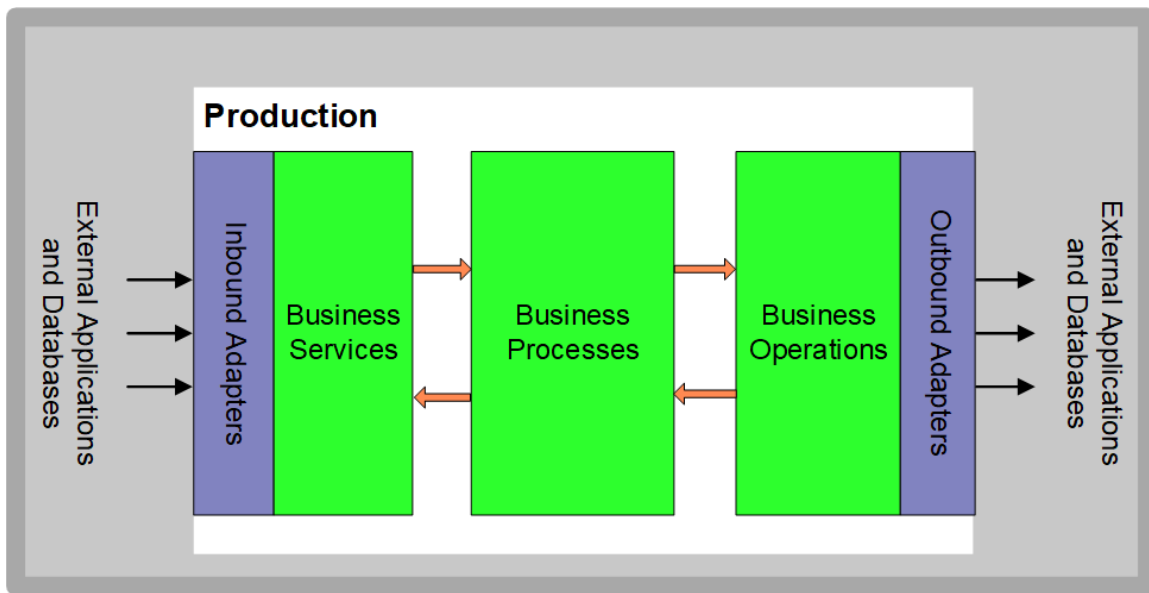 Production
External Applications
and Databases
Inbound Adapters
Business
Services
Business
Processes
Business
Operations
Outbound Adapters
External Applications
and Databases